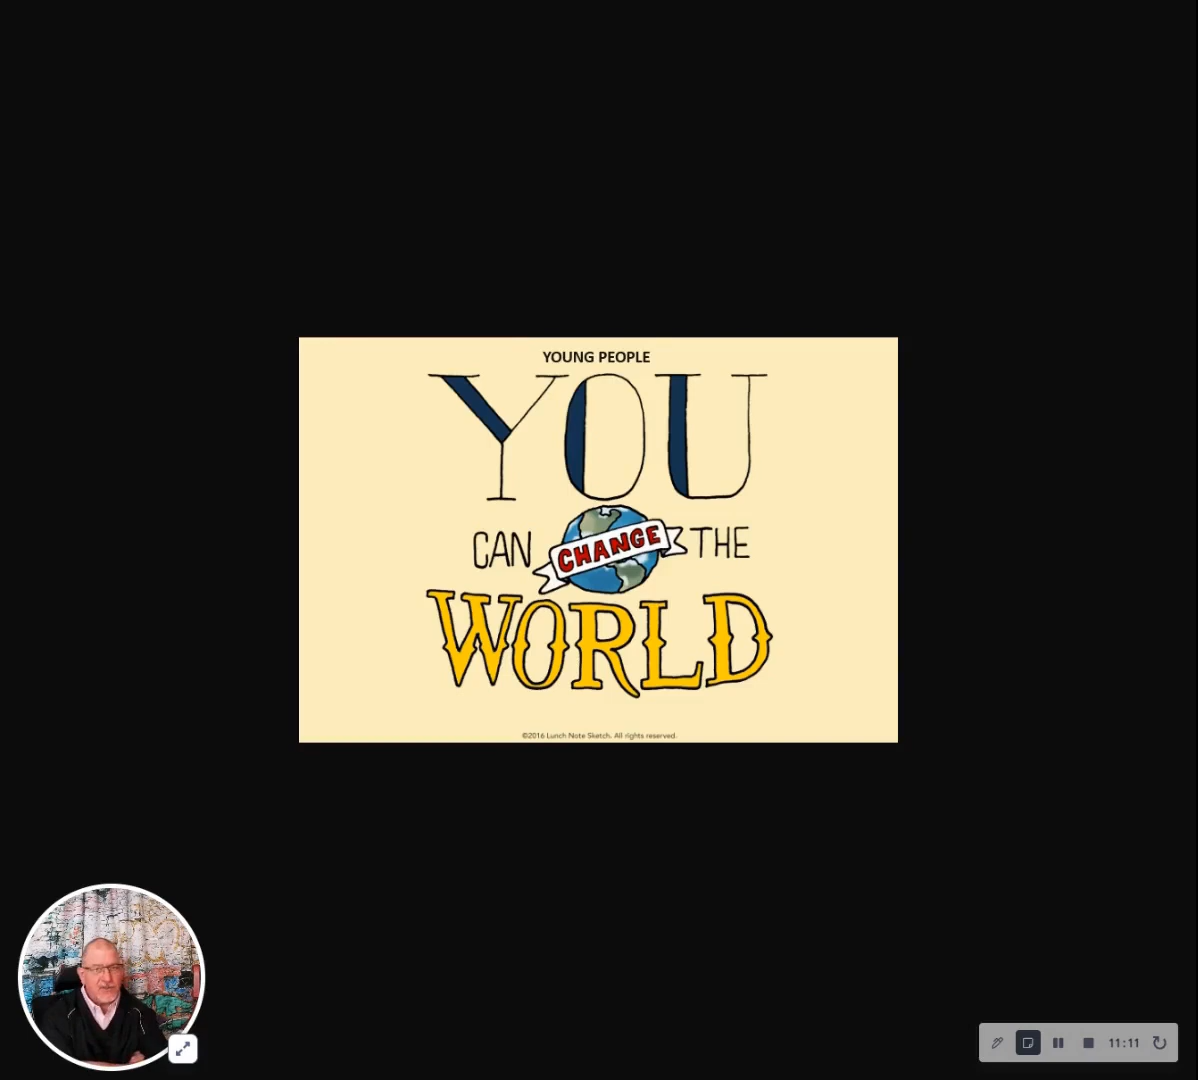 YOUNG PEOPLE
YOU
CAN CHANGE THE
WORLD
©2016 Lunch Note Sketch. All rights reserved.
11:11